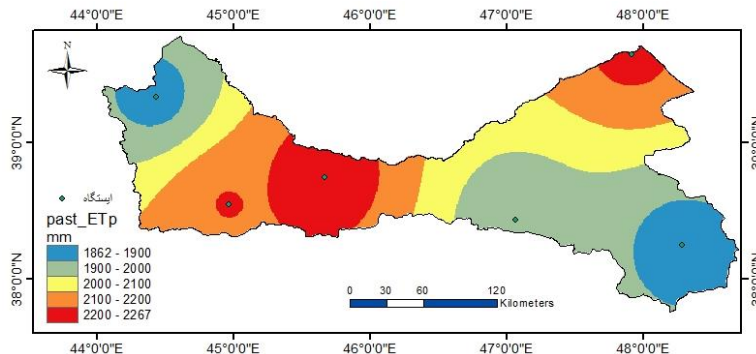 44°0'0"E 45°0'0"E 46°0'0"E 47°0'0"E 48°0'0"E
N
39°0'0"N 39°0'0"N
ایستگاه
past_ETp
mm
1862 - 1900
1900 - 2000
2000 - 2100
2100 - 2200
2200 - 2267
38°0'0"N 38°0'0"N
0 30 60 120
Kilometers
44°0'0"E 45°0'0"E 46°0'0"E 47°0'0"E 48°0'0"E